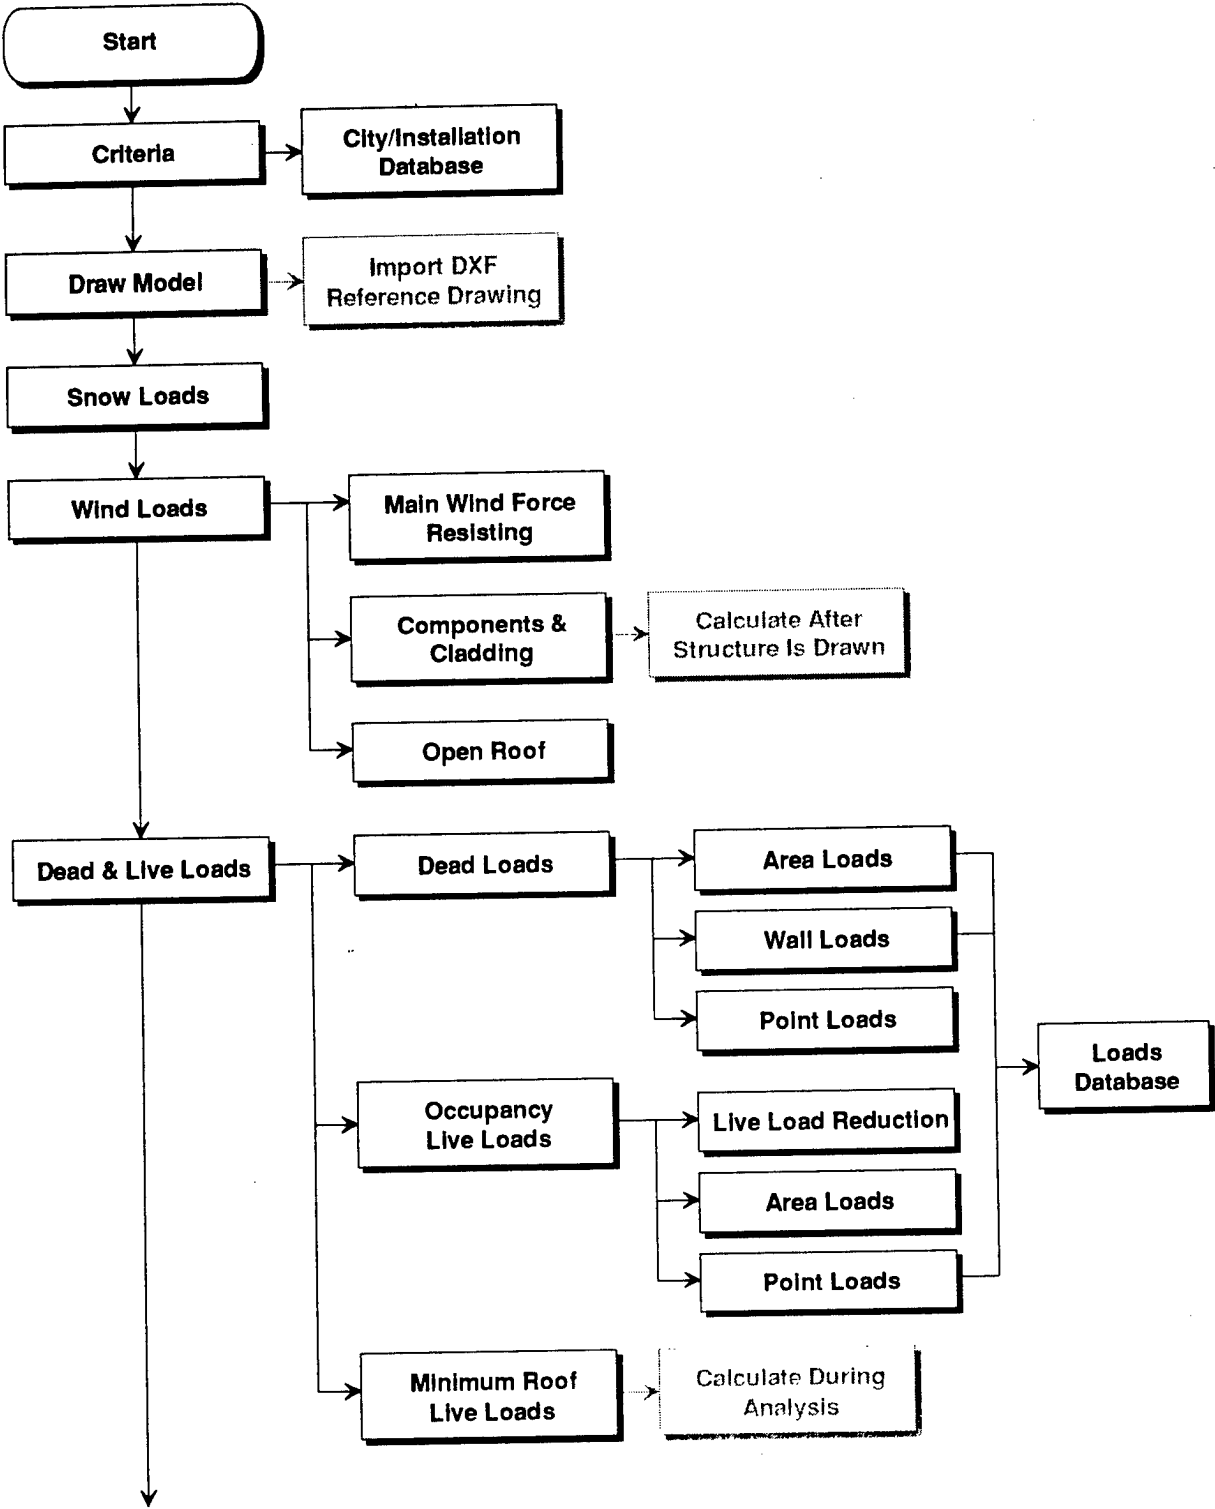 Start
Criteria
City/Installation
Database
Draw Model
Import DXF
Reference Drawing
Snow Loads
Wind Loads
Main Wind Force
Resisting
Components &
Cladding
Calculate After
Structure Is Drawn
Open Roof
Dead & Live Loads
Dead Loads
Area Loads
Wall Loads
Point Loads
Loads
Database
Occupancy
Live Loads
Live Load Reduction
Area Loads
Point Loads
Minimum Roof
Live Loads
Calculate During
Analysis